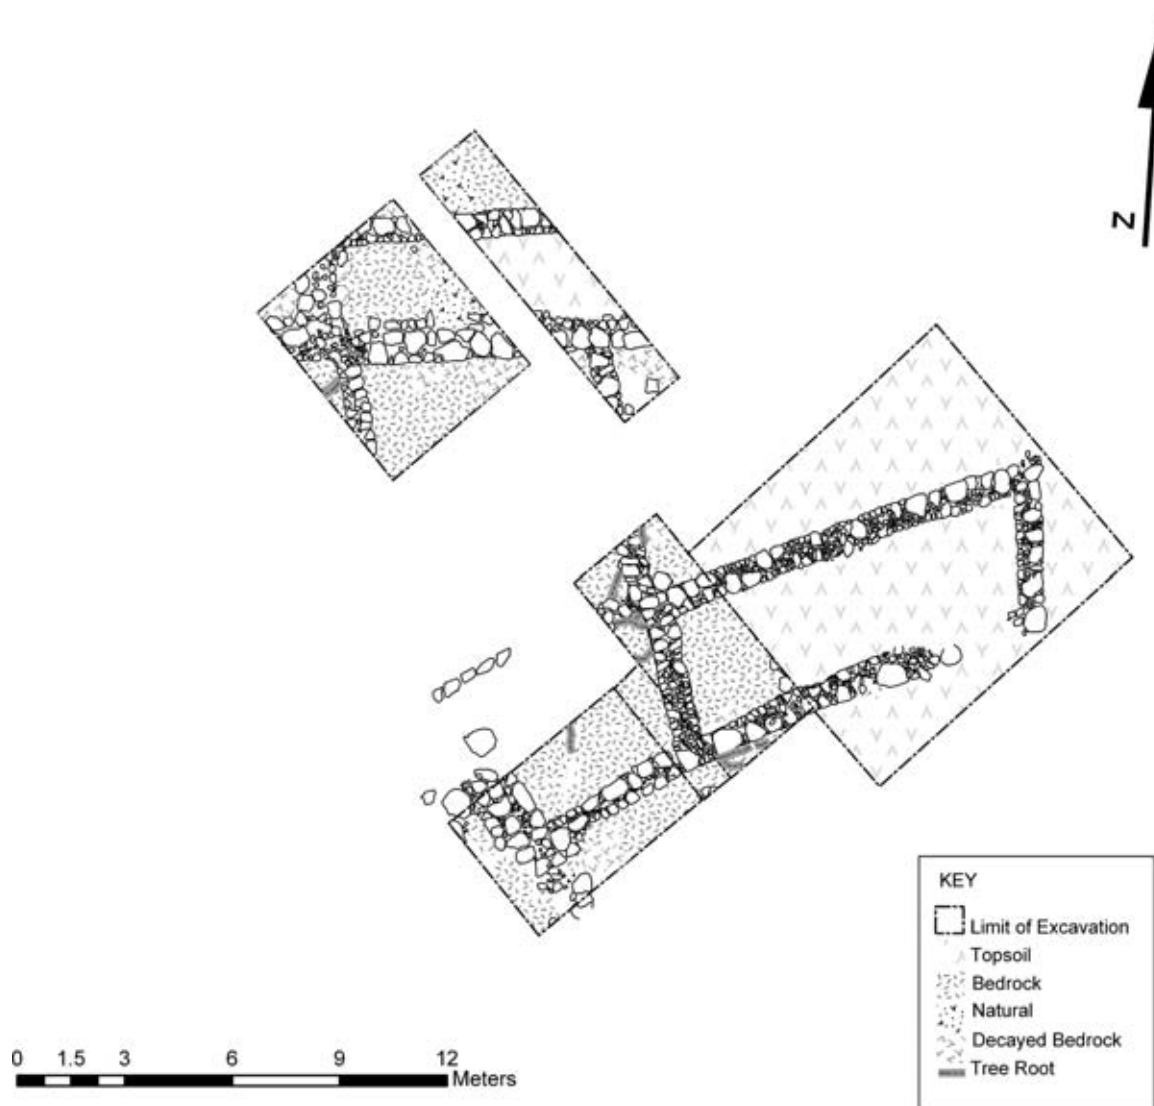 N
KEY
Limit of Excavation
Topsoil
Bedrock
Natural
Decayed Bedrock
Tree Root
0 1.5 3 6 9 12
Meters